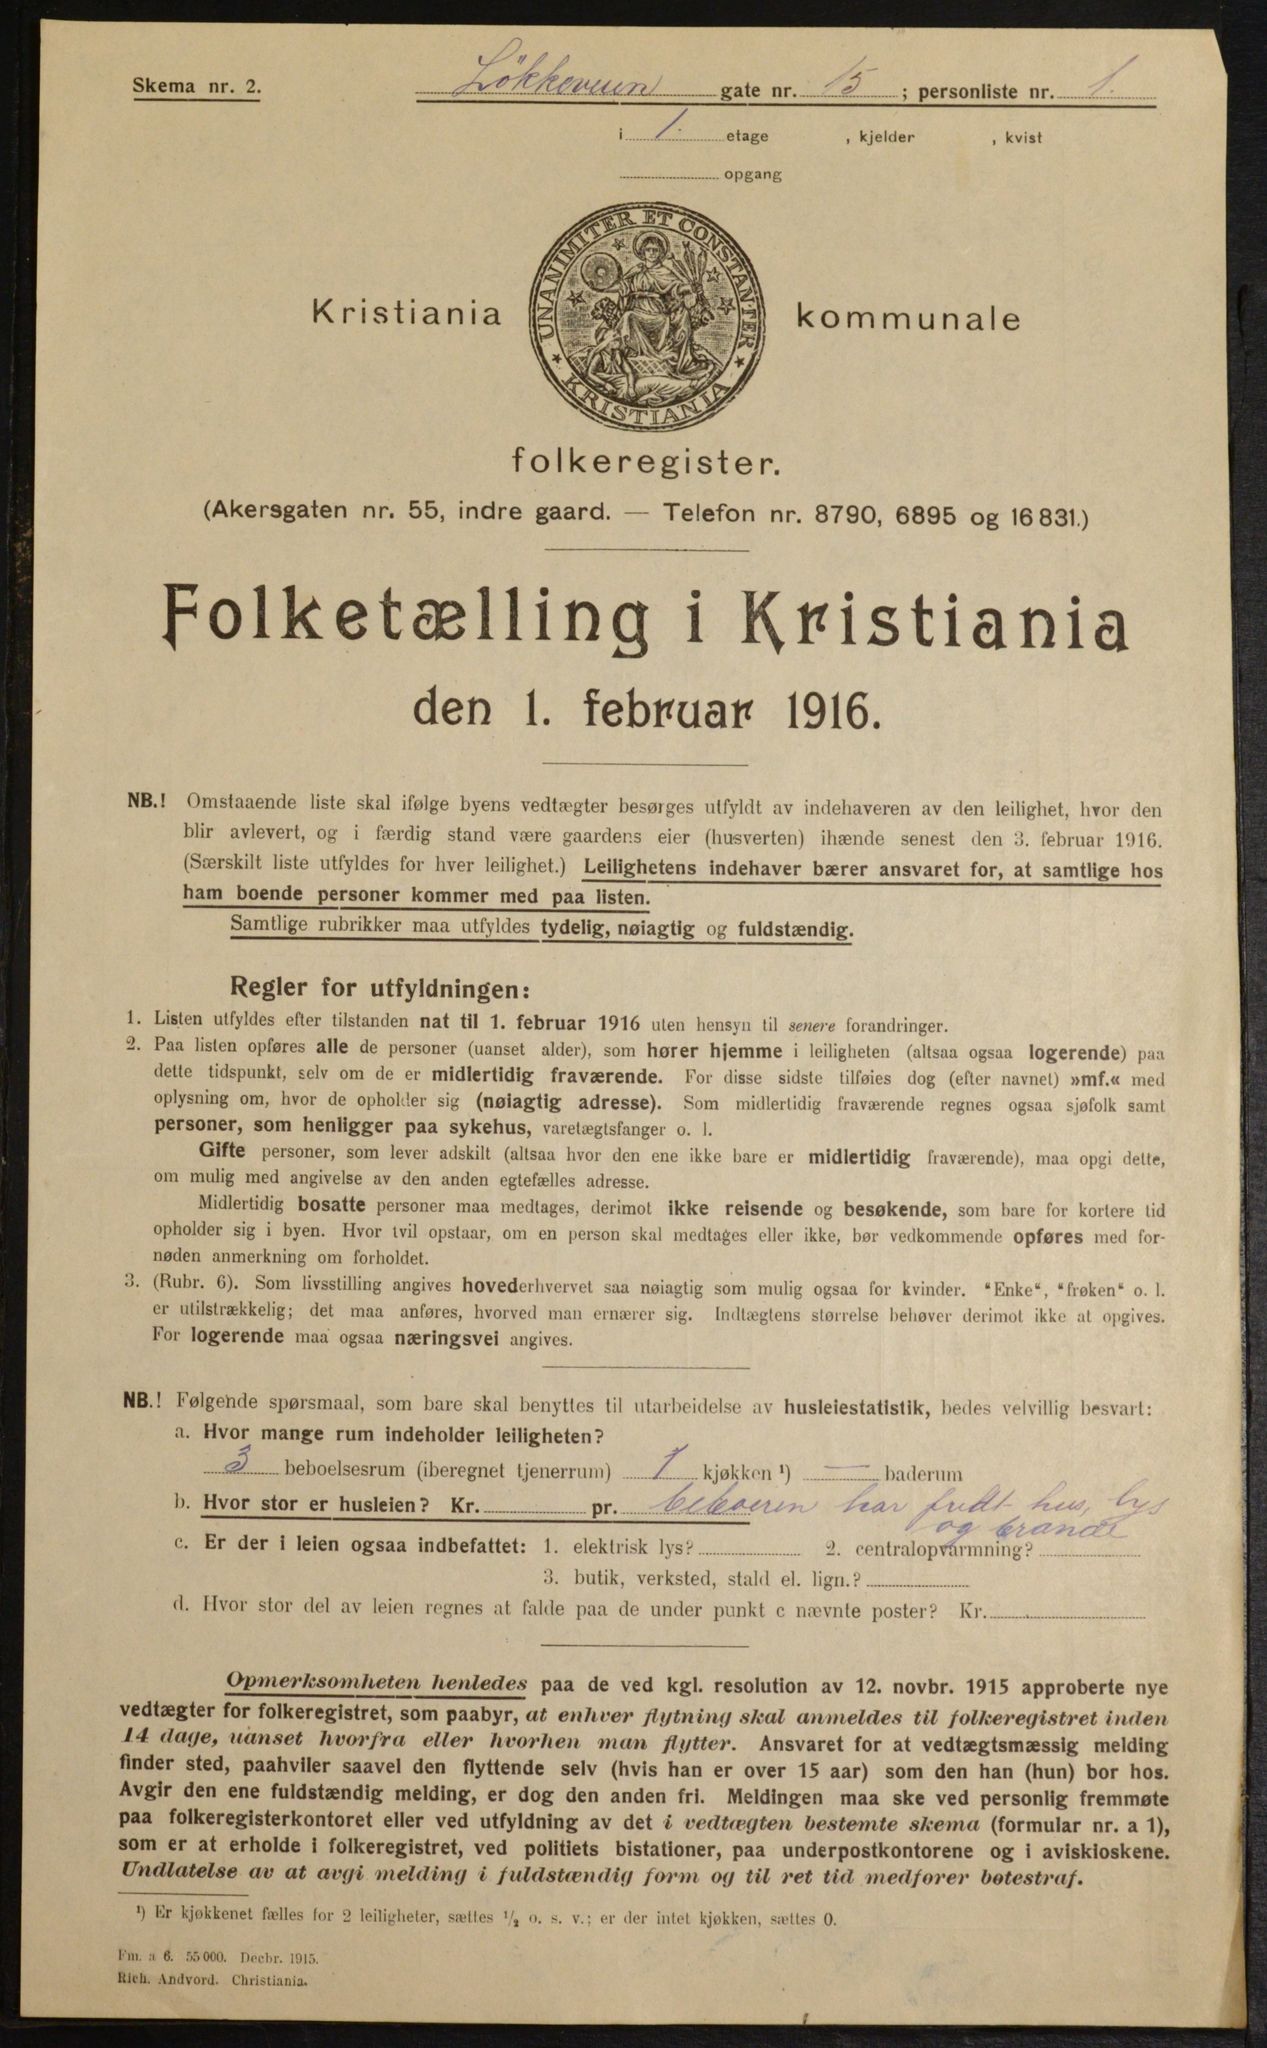 Skema nr. 2.
Løkkeveien gate nr. 15 ; personliste nr. 1.
i 1. etage , kjelder , kvist
opgang
UNANIMITER ET CONSTANTER
KRISTIANIA
Kristiania kommunale
folkeregister.
(Akersgaten nr. 55, indre gaard. — Telefon nr. 8790, 6895 og 16 831.)
Folketælling i Kristiania
den 1. februar 1916.
NB.! Omstaaende liste skal ifølge byens vedtægter besørges utfyldt av indehaveren av den leilighet, hvor den
blir avlevert, og i færdig stand være gaardens eier (husverten) ihænde senest den 3. februar 1916.
(Særskilt liste utfyldes for hver leilighet.) Leilighetens indehaver bærer ansvaret for, at samtlige hos
ham boende personer kommer med paa listen.
Samtlige rubrikker maa utfyldes tydelig, nøiagtig og fuldstændig.
Regler for utfyldningen:
1. Listen utfyldes efter tilstanden nat til 1. februar 1916 uten hensyn til senere forandringer.
2. Paa listen opføres alle de personer (uanset alder), som hører hjemme i leiligheten (altsaa ogsaa logerende) paa
dette tidspunkt, selv om de er midlertidig fraværende. For disse sidste tilføies dog (efter navnet) »mf.« med
oplysning om, hvor de opholder sig (nøiagtig adresse). Som midlertidig fraværende regnes ogsaa sjøfolk samt
personer, som henligger paa sykehus, varetægtsfanger o. l.
Gifte personer, som lever adskilt (altsaa hvor den ene ikke bare er midlertidig fraværende), maa opgi dette,
om mulig med angivelse av den anden egtefælles adresse.
Midlertidig bosatte personer maa medtages, derimot ikke reisende og besøkende, som bare for kortere tid
opholder sig i byen. Hvor tvil opstaar, om en person skal medtages eller ikke, bør vedkommende opføres med for-
nøden anmerkning om forholdet.
3. (Rubr. 6). Som livsstilling angives hovederhvervet saa nøiagtig som mulig ogsaa for kvinder. "Enke", "frøken" o. l.
er utilstrækkelig; det maa anføres, hvorved man ernærer sig. Indtægtens størrelse behøver derimot ikke at opgives.
For logerende maa ogsaa næringsvei angives.
NB.! Følgende spørsmaal, som bare skal benyttes til utarbeidelse av husleiestatistik, bedes velvillig besvart:
a. Hvor mange rum indeholder leiligheten?
3 beboelsesrum (iberegnet tjenerrum) 1 kjøkken ¹) — baderum
b. Hvor stor er husleien? Kr. pr. beboeren har fridt hus, lys
og brande
c. Er der i leien ogsaa indbefattet: 1. elektrisk lys? 2. centralopvarmning?
3. butik, verksted, stald el. lign.?
d. Hvor stor del av leien regnes at falde paa de under punkt c nævnte poster? Kr.
Opmerksomheten henledes paa de ved kgl. resolution av 12. novbr. 1915 approberte nye
vedtægter for folkeregistret, som paabyr, at enhver flytning skal anmeldes til folkeregistret inden
14 dage, uanset hvorfra eller hvorhen man flytter. Ansvaret for at vedtægtsmæssig melding
finder sted, paahviler saavel den flyttende selv (hvis han er over 15 aar) som den han (hun) bor hos.
Avgir den ene fuldstændig melding, er dog den anden fri. Meldingen maa ske ved personlig fremmøte
paa folkeregisterkontoret eller ved utfyldning av det i vedtægten bestemte skema (formular nr. a 1),
som er at erholde i folkeregistret, ved politiets bistationer, paa underpostkontorene og i aviskioskene.
Undlatelse av at avgi melding i fuldstændig form og til ret tid medfører bøtestraf.
¹) Er kjøkkenet fælles for 2 leiligheter, sættes ½ o. s. v.; er der intet kjøkken, sættes 0.
Fm. a 6. 55 000. Decbr. 1915.
Rich. Andvord. Christiania.